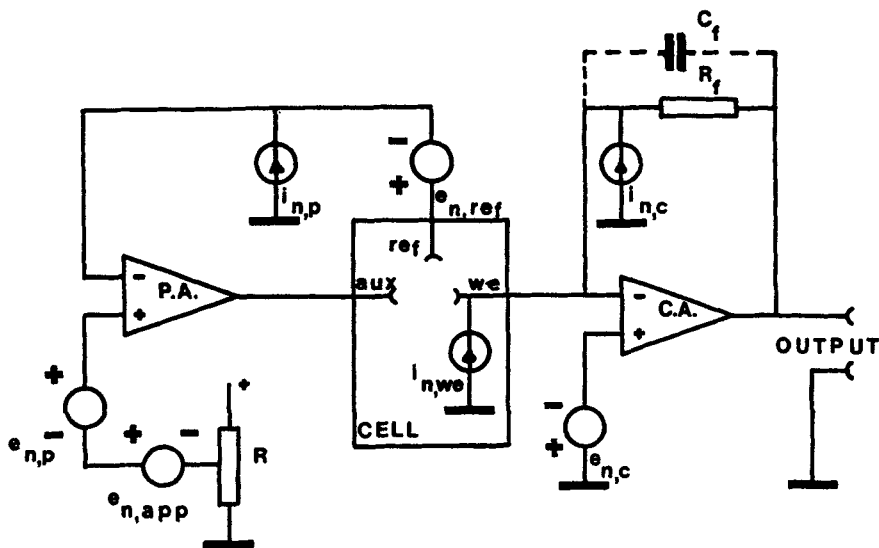 C_f
R_f
i_n,p
e_n,ref
i_n,c
ref
P.A.
aux
we
C.A.
OUTPUT
i_n,we
CELL
e_n,p
e_n,app
R
e_n,c